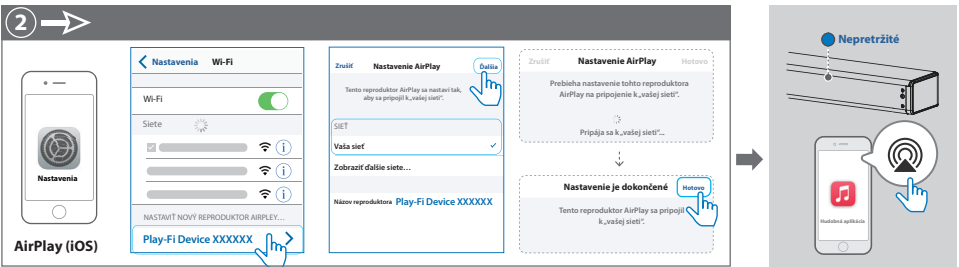 2
Nastavenia
AirPlay (iOS)
Nastavenia Wi-Fi
Wi-Fi
Siete
NASTAVIŤ NOVÝ REPRODUKTOR AIRPLEY...
Play-Fi Device XXXXXX
Zrušiť Nastavenie AirPlay Ďalšia
Tento reproduktor AirPlay sa nastaví tak,
aby sa pripojil k „vašej sieti“.
SIEŤ
Vaša sieť
Zobraziť ďalšie siete...
Názov reproduktora Play-Fi Device XXXXXX
Zrušiť Nastavenie AirPlay Hotovo
Prebieha nastavenie tohto reproduktora
AirPlay na pripojenie k „vašej sieti“.
Pripája sa k „vašej sieti“...
Nastavenie je dokončené Hotovo
Tento reproduktor AirPlay sa pripojil
k „vašej sieti“.
Nepretržité
Hudobná aplikácia